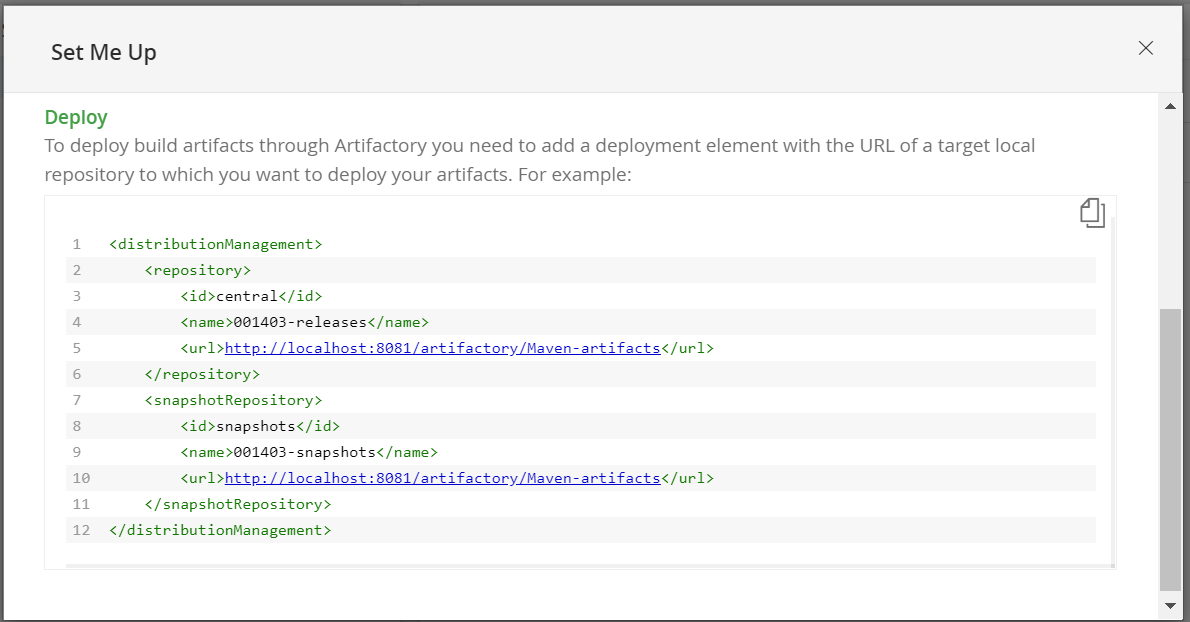 Set Me Up
Deploy
To deploy build artifacts through Artifactory you need to add a deployment element with the URL of a target local
repository to which you want to deploy your artifacts. For example:
1 <distributionManagement>
2 <repository>
3 <id>central</id>
4 <name>001403-releases</name>
5 <url>http://localhost:8081/artifactory/Maven-artifacts</url>
6 </repository>
7 <snapshotRepository>
8 <id>snapshots</id>
9 <name>001403-snapshots</name>
10 <url>http://localhost:8081/artifactory/Maven-artifacts</url>
11 </snapshotRepository>
12 </distributionManagement>